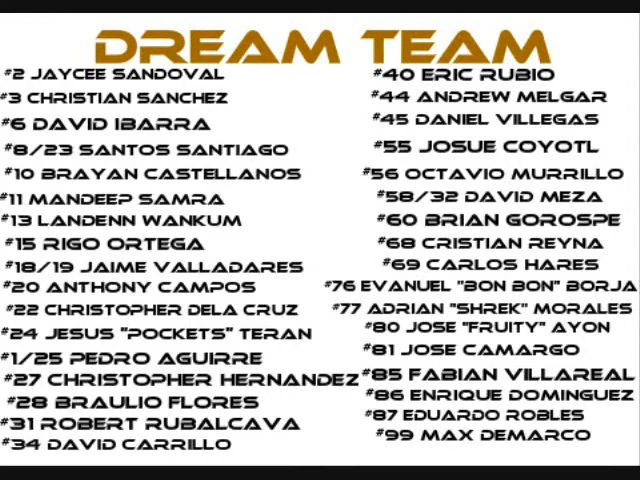 DREAM TEAM
#2 JAYCEE SANDOVAL
#3 CHRISTIAN SANCHEZ
#6 DAVID IBARRA
#8/23 SANTOS SANTIAGO
#10 BRAYAN CASTELLANOS
#11 MANDEEP SAMRA
#13 LANDENN WANKUM
#15 RIGO ORTEGA
#18/19 JAIME VALLADARES
#20 ANTHONY CAMPOS
#22 CHRISTOPHER DELA CRUZ
#24 JESUS "POCKETS" TERAN
#1/25 PEDRO AGUIRRE
#27 CHRISTOPHER HERNANDEZ
#28 BRAULIO FLORES
#31 ROBERT RUBALCAVA
#34 DAVID CARRILLO
#40 ERIC RUBIO
#44 ANDREW MELGAR
#45 DANIEL VILLEGAS
#55 JOSUE COYOTL
#56 OCTAVIO MURRILLO
#58/32 DAVID MEZA
#60 BRIAN GOROSPE
#68 CRISTIAN REYNA
#69 CARLOS HARES
#76 EVANUEL "BON BON" BORJA
#77 ADRIAN "SHREK" MORALES
#80 JOSE "FRUITY" AYON
#81 JOSE CAMARGO
#85 FABIAN VILLAREAL
#86 ENRIQUE DOMINGUEZ
#87 EDUARDO ROBLES
#99 MAX DEMARCO